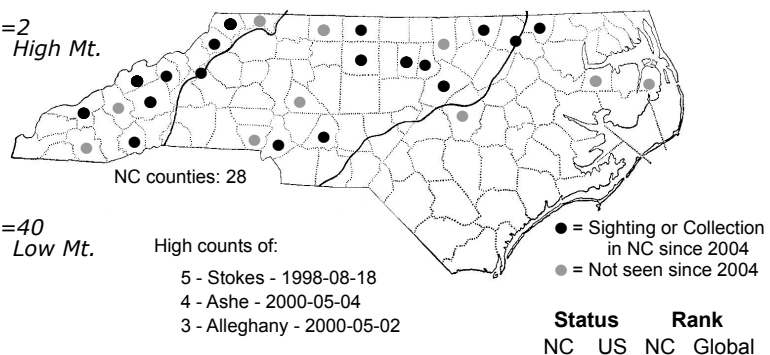 =2
High Mt.
NC counties: 28
=40
Low Mt.
High counts of:
5 - Stokes - 1998-08-18
4 - Ashe - 2000-05-04
3 - Alleghany - 2000-05-02
= Sighting or Collection
in NC since 2004
= Not seen since 2004
Status Rank
NC US NC Global